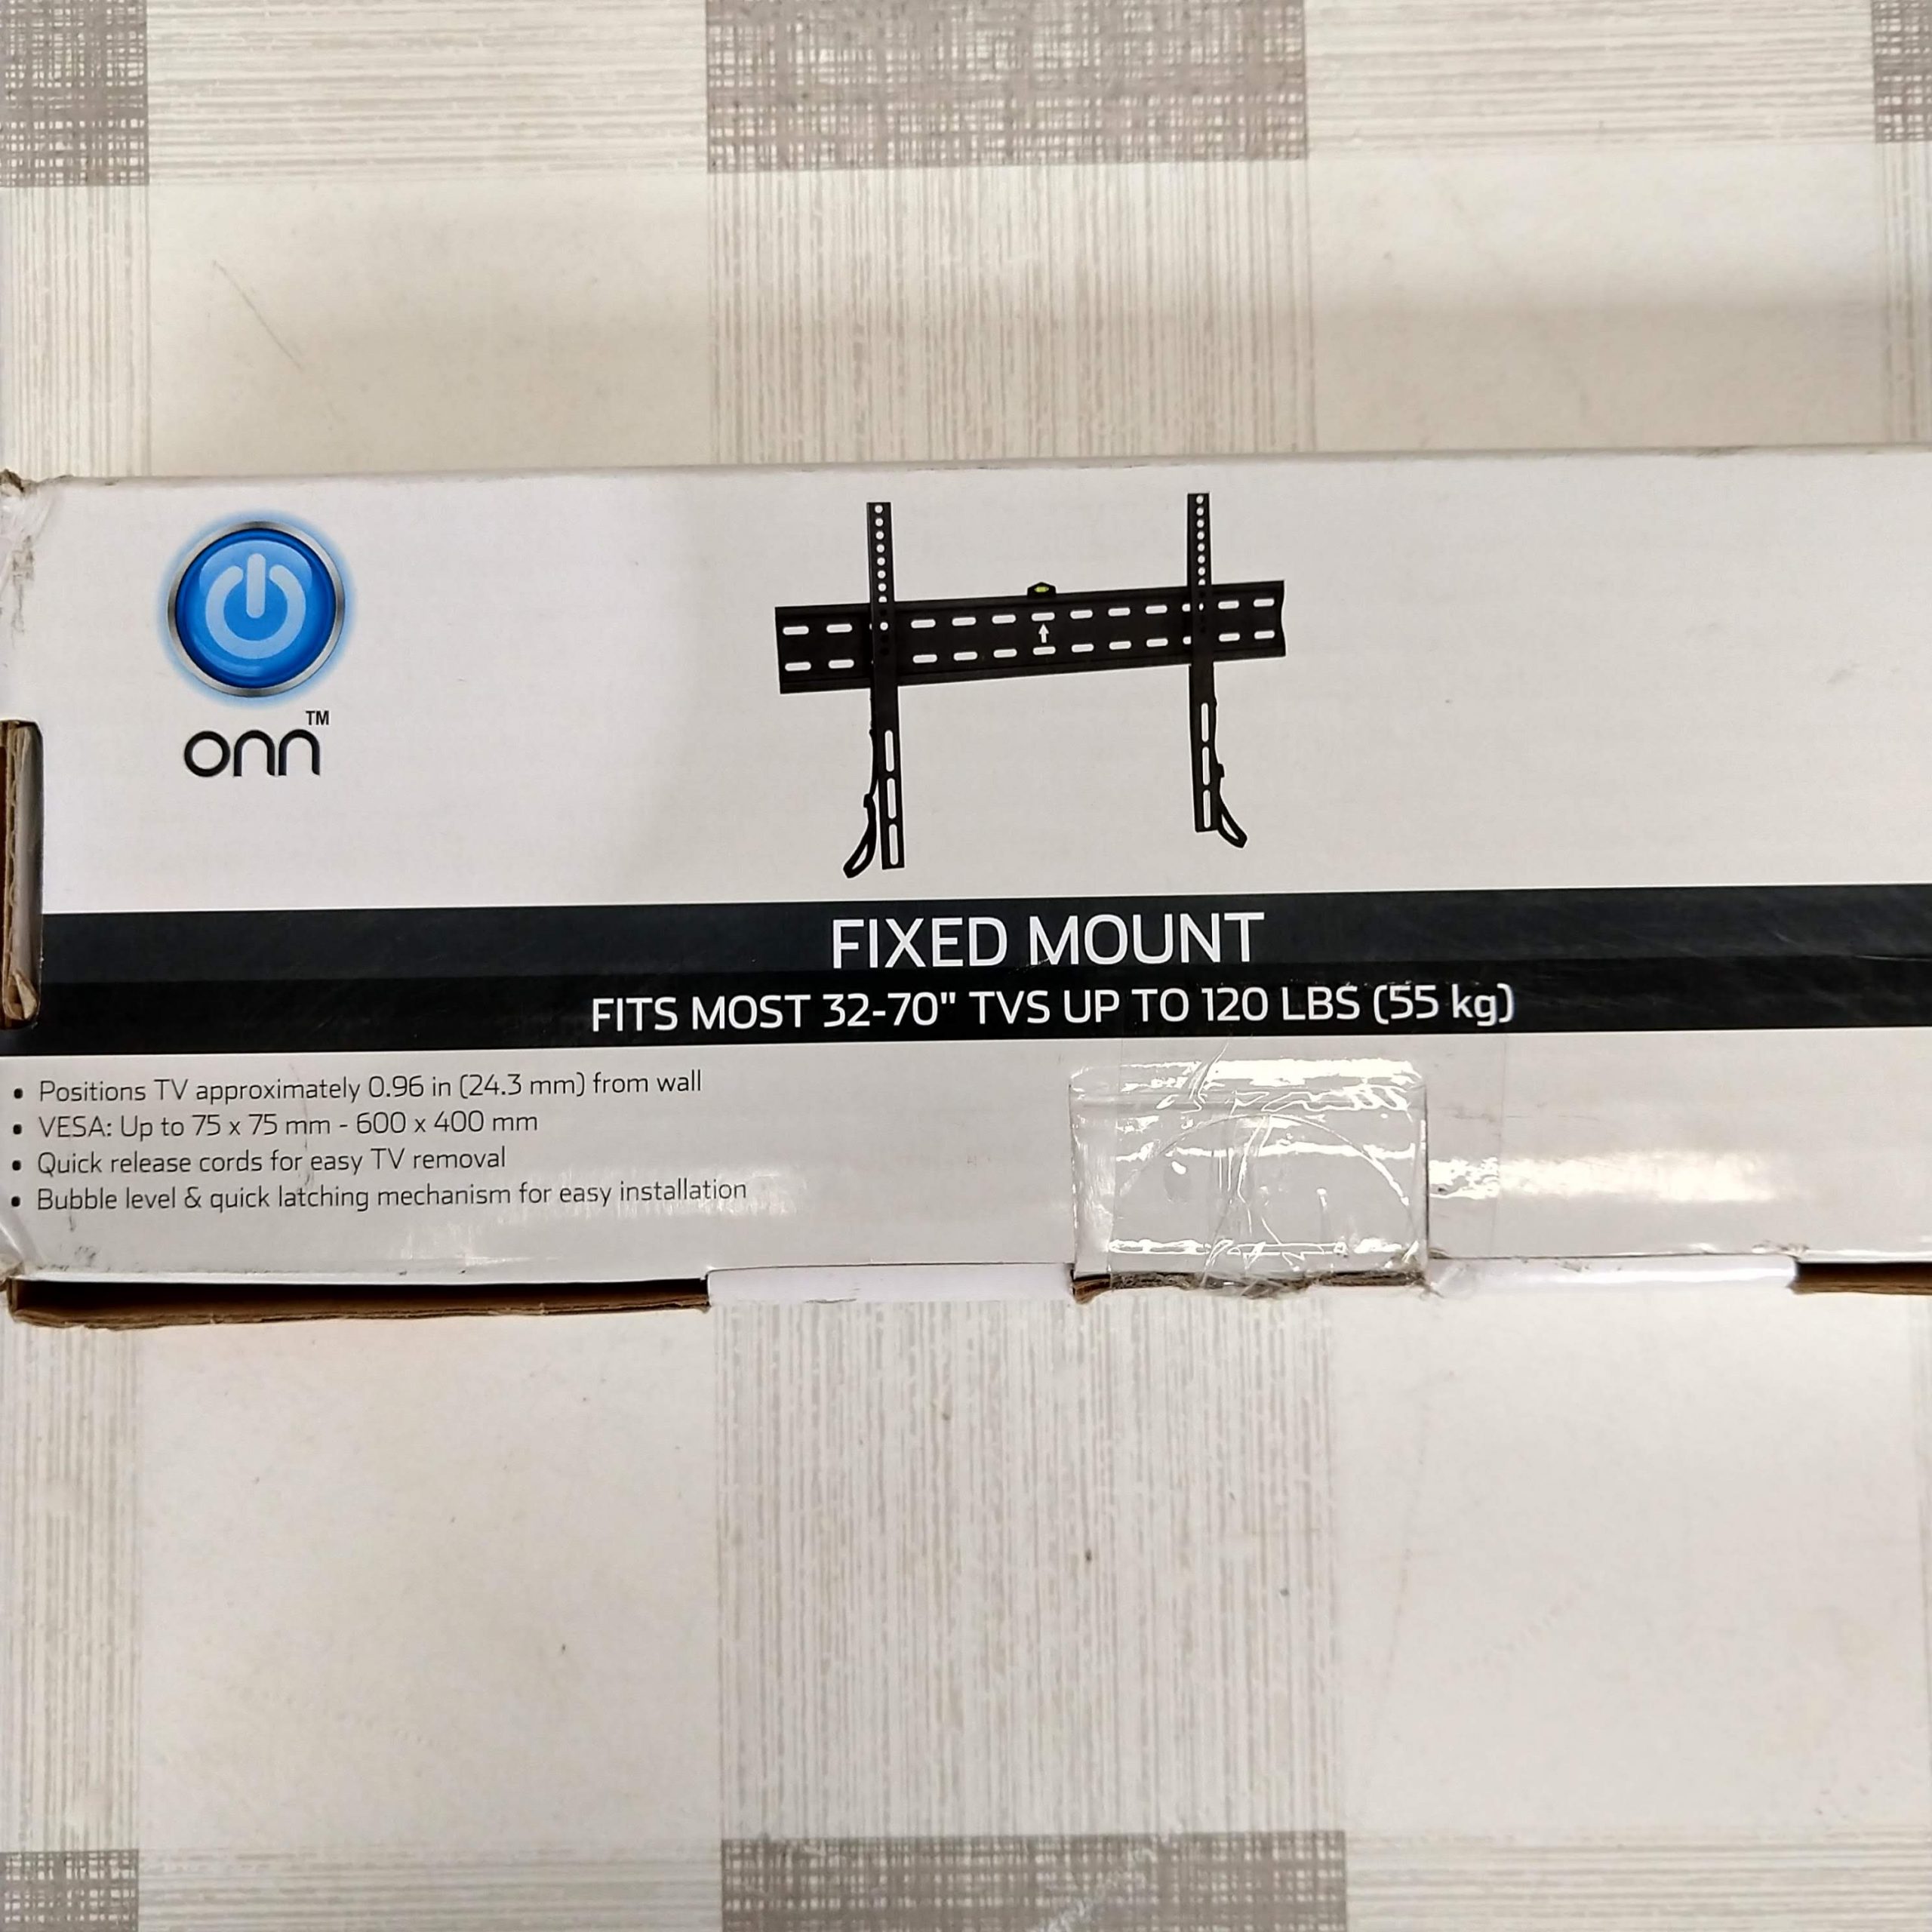 onn™
FIXED MOUNT
FITS MOST 32-70" TVS UP TO 120 LBS (55 kg)
• Positions TV approximately 0.96 in (24.3 mm) from wall
• VESA: Up to 75 x 75 mm - 600 x 400 mm
• Quick release cords for easy TV removal
• Bubble level & quick latching mechanism for easy installation